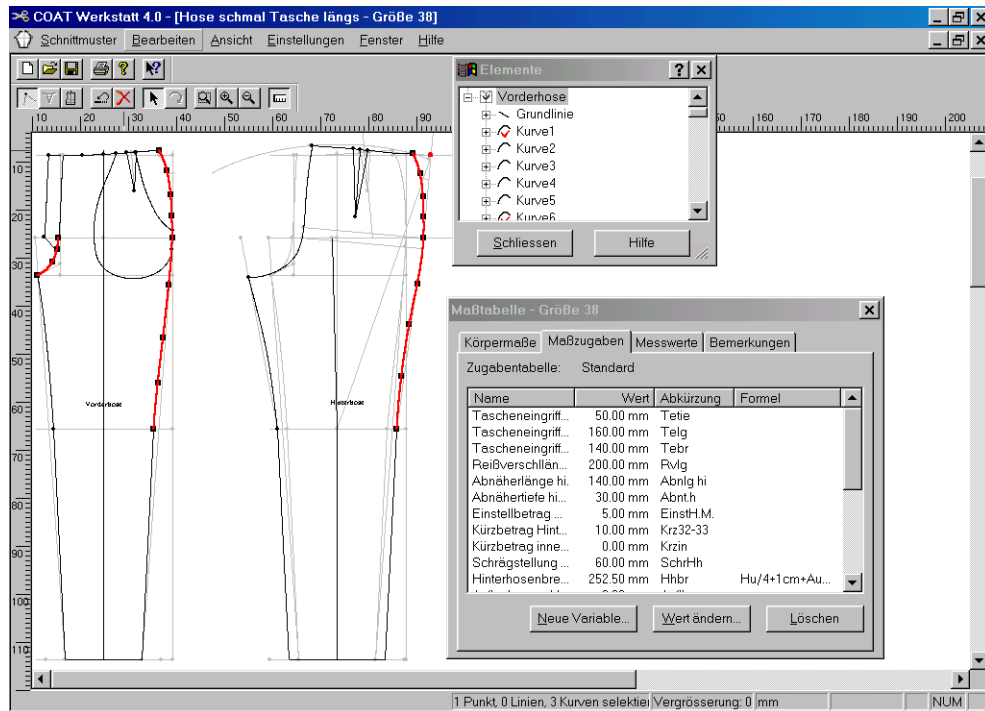 COAT Werkstatt 4.0 - [Hose schmal Tasche längs - Größe 38]
Schnittmuster Bearbeiten Ansicht Einstellungen Fenster Hilfe
10 20 30 40 50 60 70 80 90 160 170 180 190 200
10
20
30
40
50
60
70
80
90
100
110
Vorderhose
Hinterhose
Elemente
Vorderhose
Grundlinie
Kurve1
Kurve2
Kurve3
Kurve4
Kurve5
Kurve6
Schliessen Hilfe
Maßtabelle - Größe 38
Körpermaße Maßzugaben Messwerte Bemerkungen
Zugabentabelle: Standard
Name Wert Abkürzung Formel
Tascheneingriff... 50.00 mm Tetie
Tascheneingriff... 160.00 mm Telg
Tascheneingriff... 140.00 mm Tebr
Reißverschllän... 200.00 mm Rvlg
Abnäherlänge hi. 140.00 mm Abnlg hi
Abnähertiefe hi... 30.00 mm Abnt.h
Einstellbetrag ... 5.00 mm EinstH.M.
Kürzbetrag Hint... 10.00 mm Krz32-33
Kürzbetrag inne... 0.00 mm Krzin
Schrägstellung ... 60.00 mm SchrHh
Hinterhosenbre... 252.50 mm Hhbr Hu/4+1cm+Au...
Neue Variable... Wert ändern... Löschen
1 Punkt, 0 Linien, 3 Kurven selektier Vergrösserung: 0 mm NUM